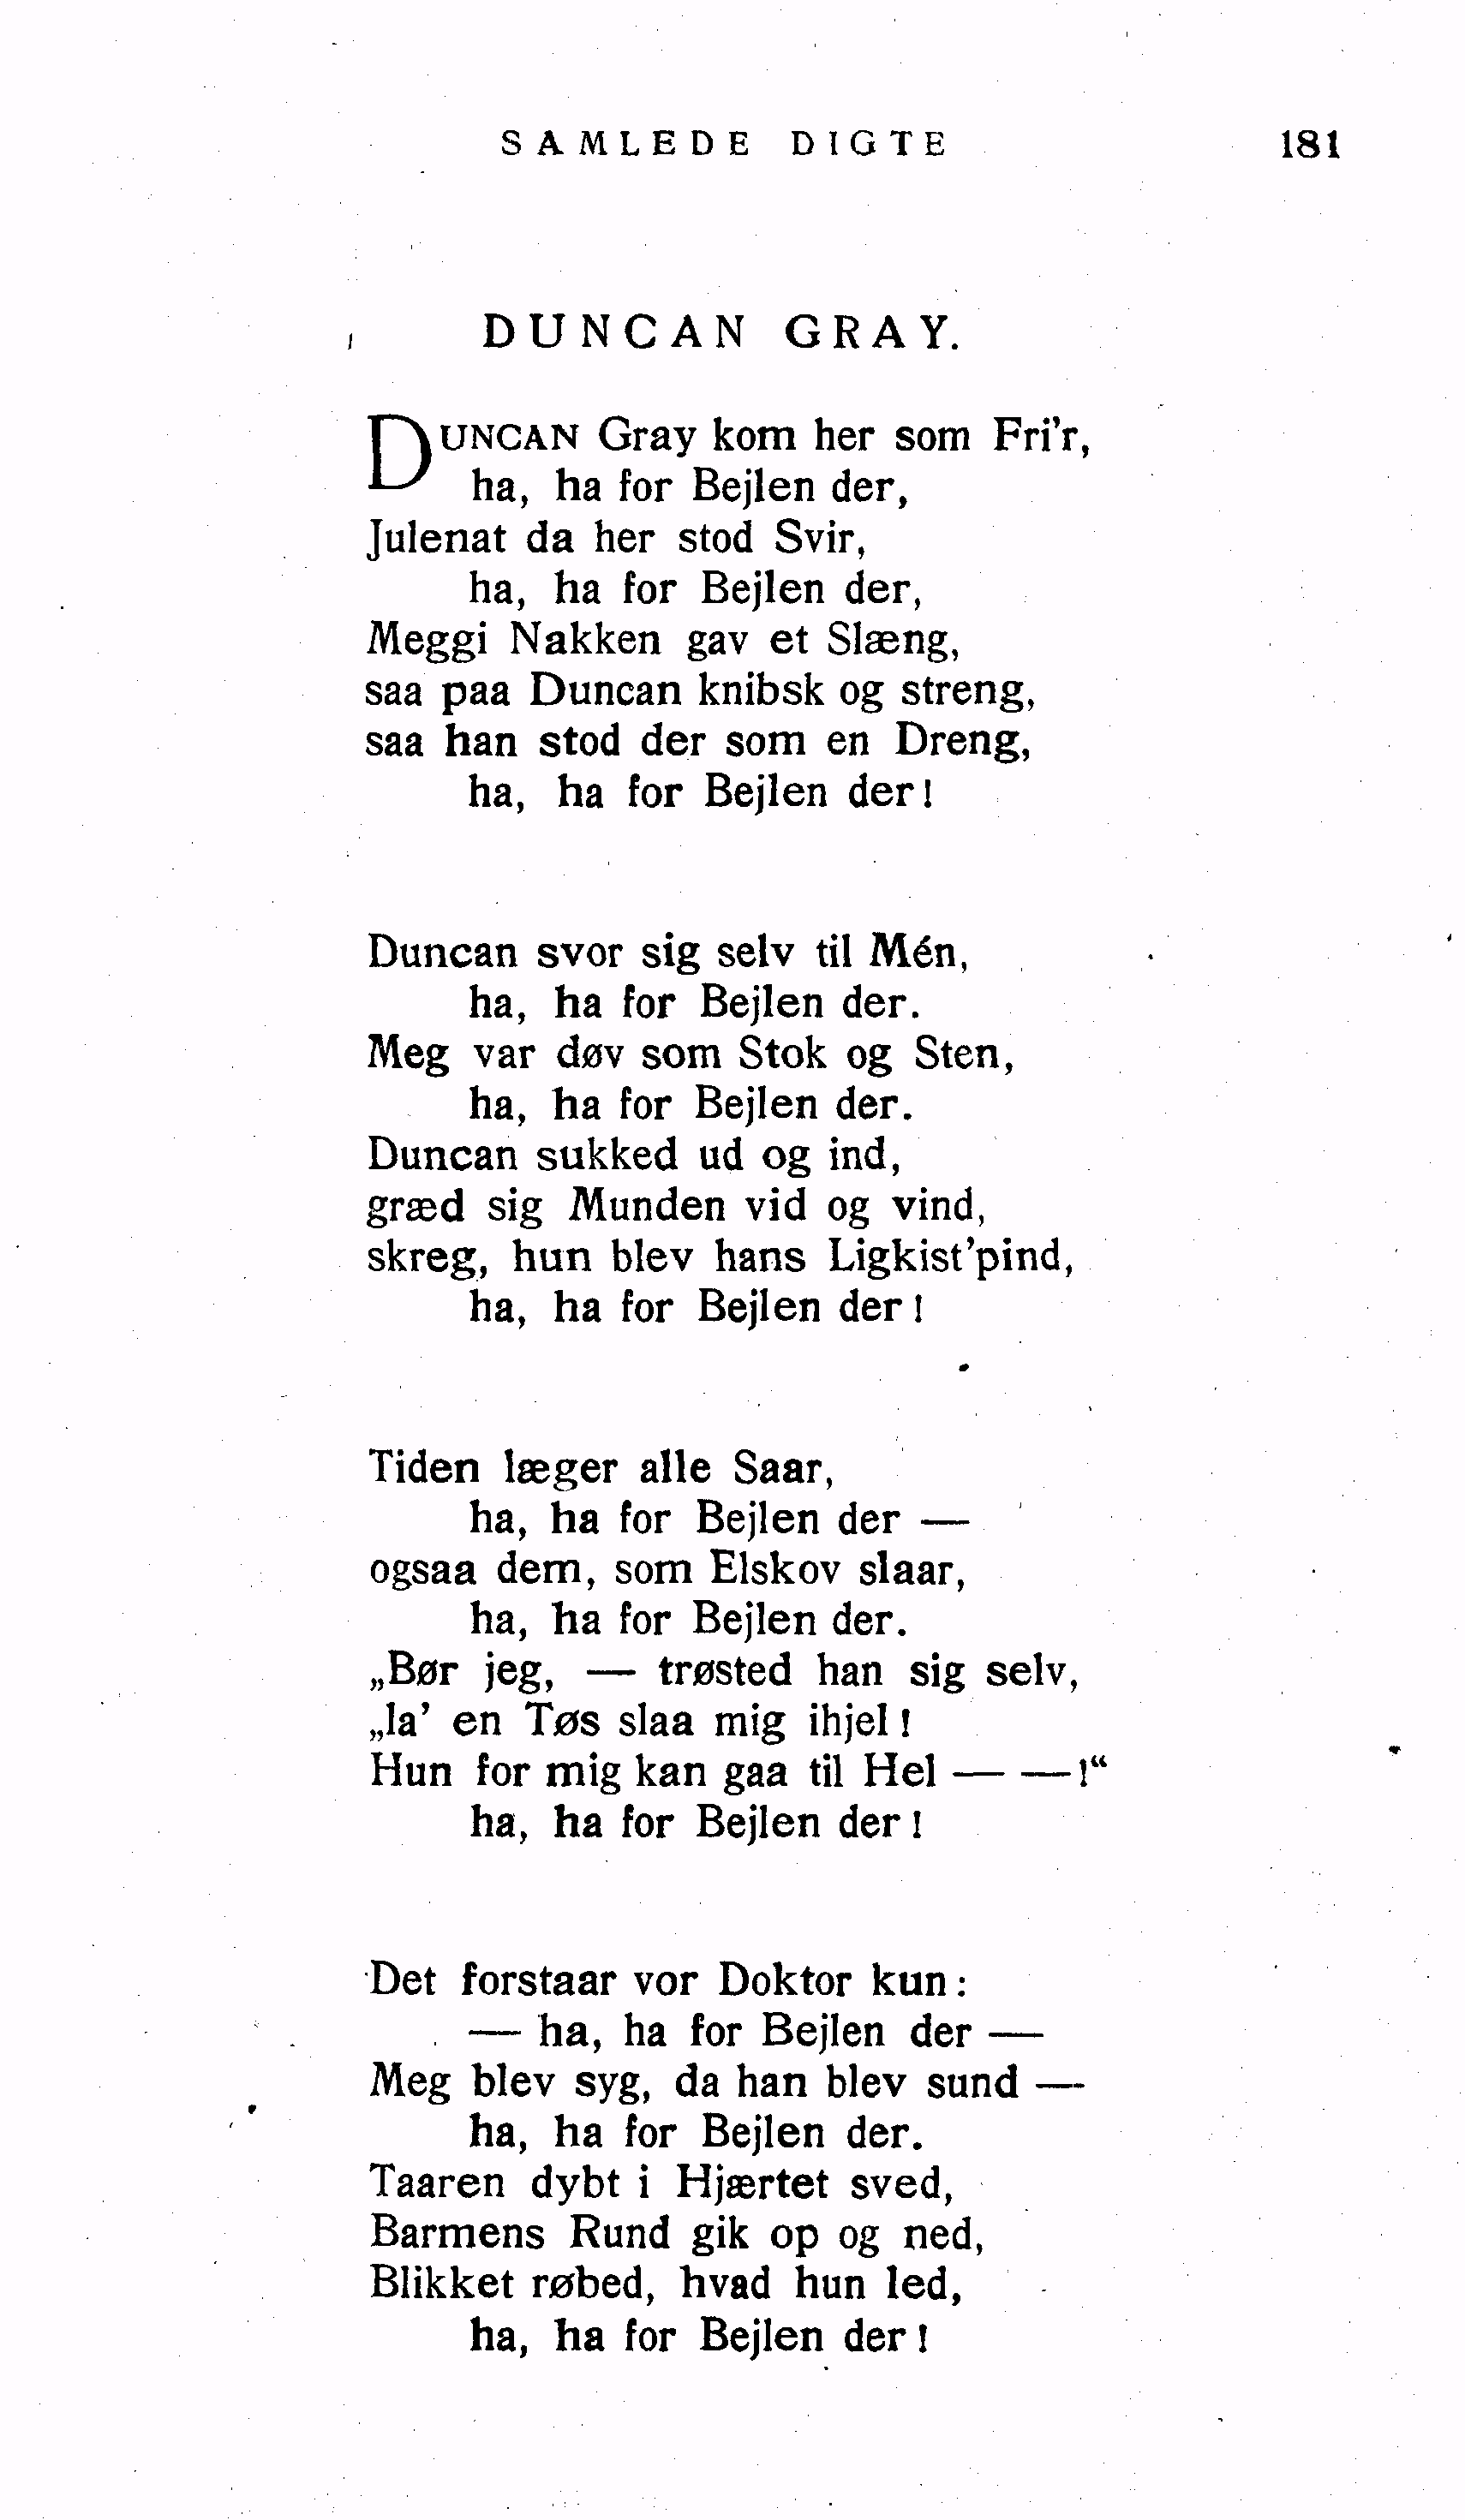 SAMLEDE DIGTE 181
DUNCAN GRAY.
DUNCAN Gray kom her som Fri'r,
ha, ha for Bejlen der,
Julenat da her stod Svir,
ha, ha for Bejlen der,
Meggi Nakken gav et Slæng,
saa paa Duncan knibsk og streng,
saa han stod der som en Dreng,
ha, ha for Bejlen der!
Duncan svor sig selv til Mén,
ha, ha for Bejlen der.
Meg var døv som Stok og Sten,
ha, ha for Bejlen der.
Duncan sukked ud og ind,
græd sig Munden vid og vind,
skreg, hun blev hans Ligkist'pind,
ha, ha for Bejlen der!
Tiden læger alle Saar,
ha, ha for Bejlen der —
ogsaa dem, som Elskov slaar,
ha, ha for Bejlen der.
„Bør jeg, — trøsted han sig selv,
„la' en Tøs slaa mig ihjel!
Hun for mig kan gaa til Hel — —!“
ha, ha for Bejlen der!
Det forstaar vor Doktor kun:
— ha, ha for Bejlen der —
Meg blev syg, da han blev sund —
ha, ha for Bejlen der.
Taaren dybt i Hjærtet sved,
Barmens Rund gik op og ned,
Blikket røbed, hvad hun led,
ha, ha for Bejlen der!